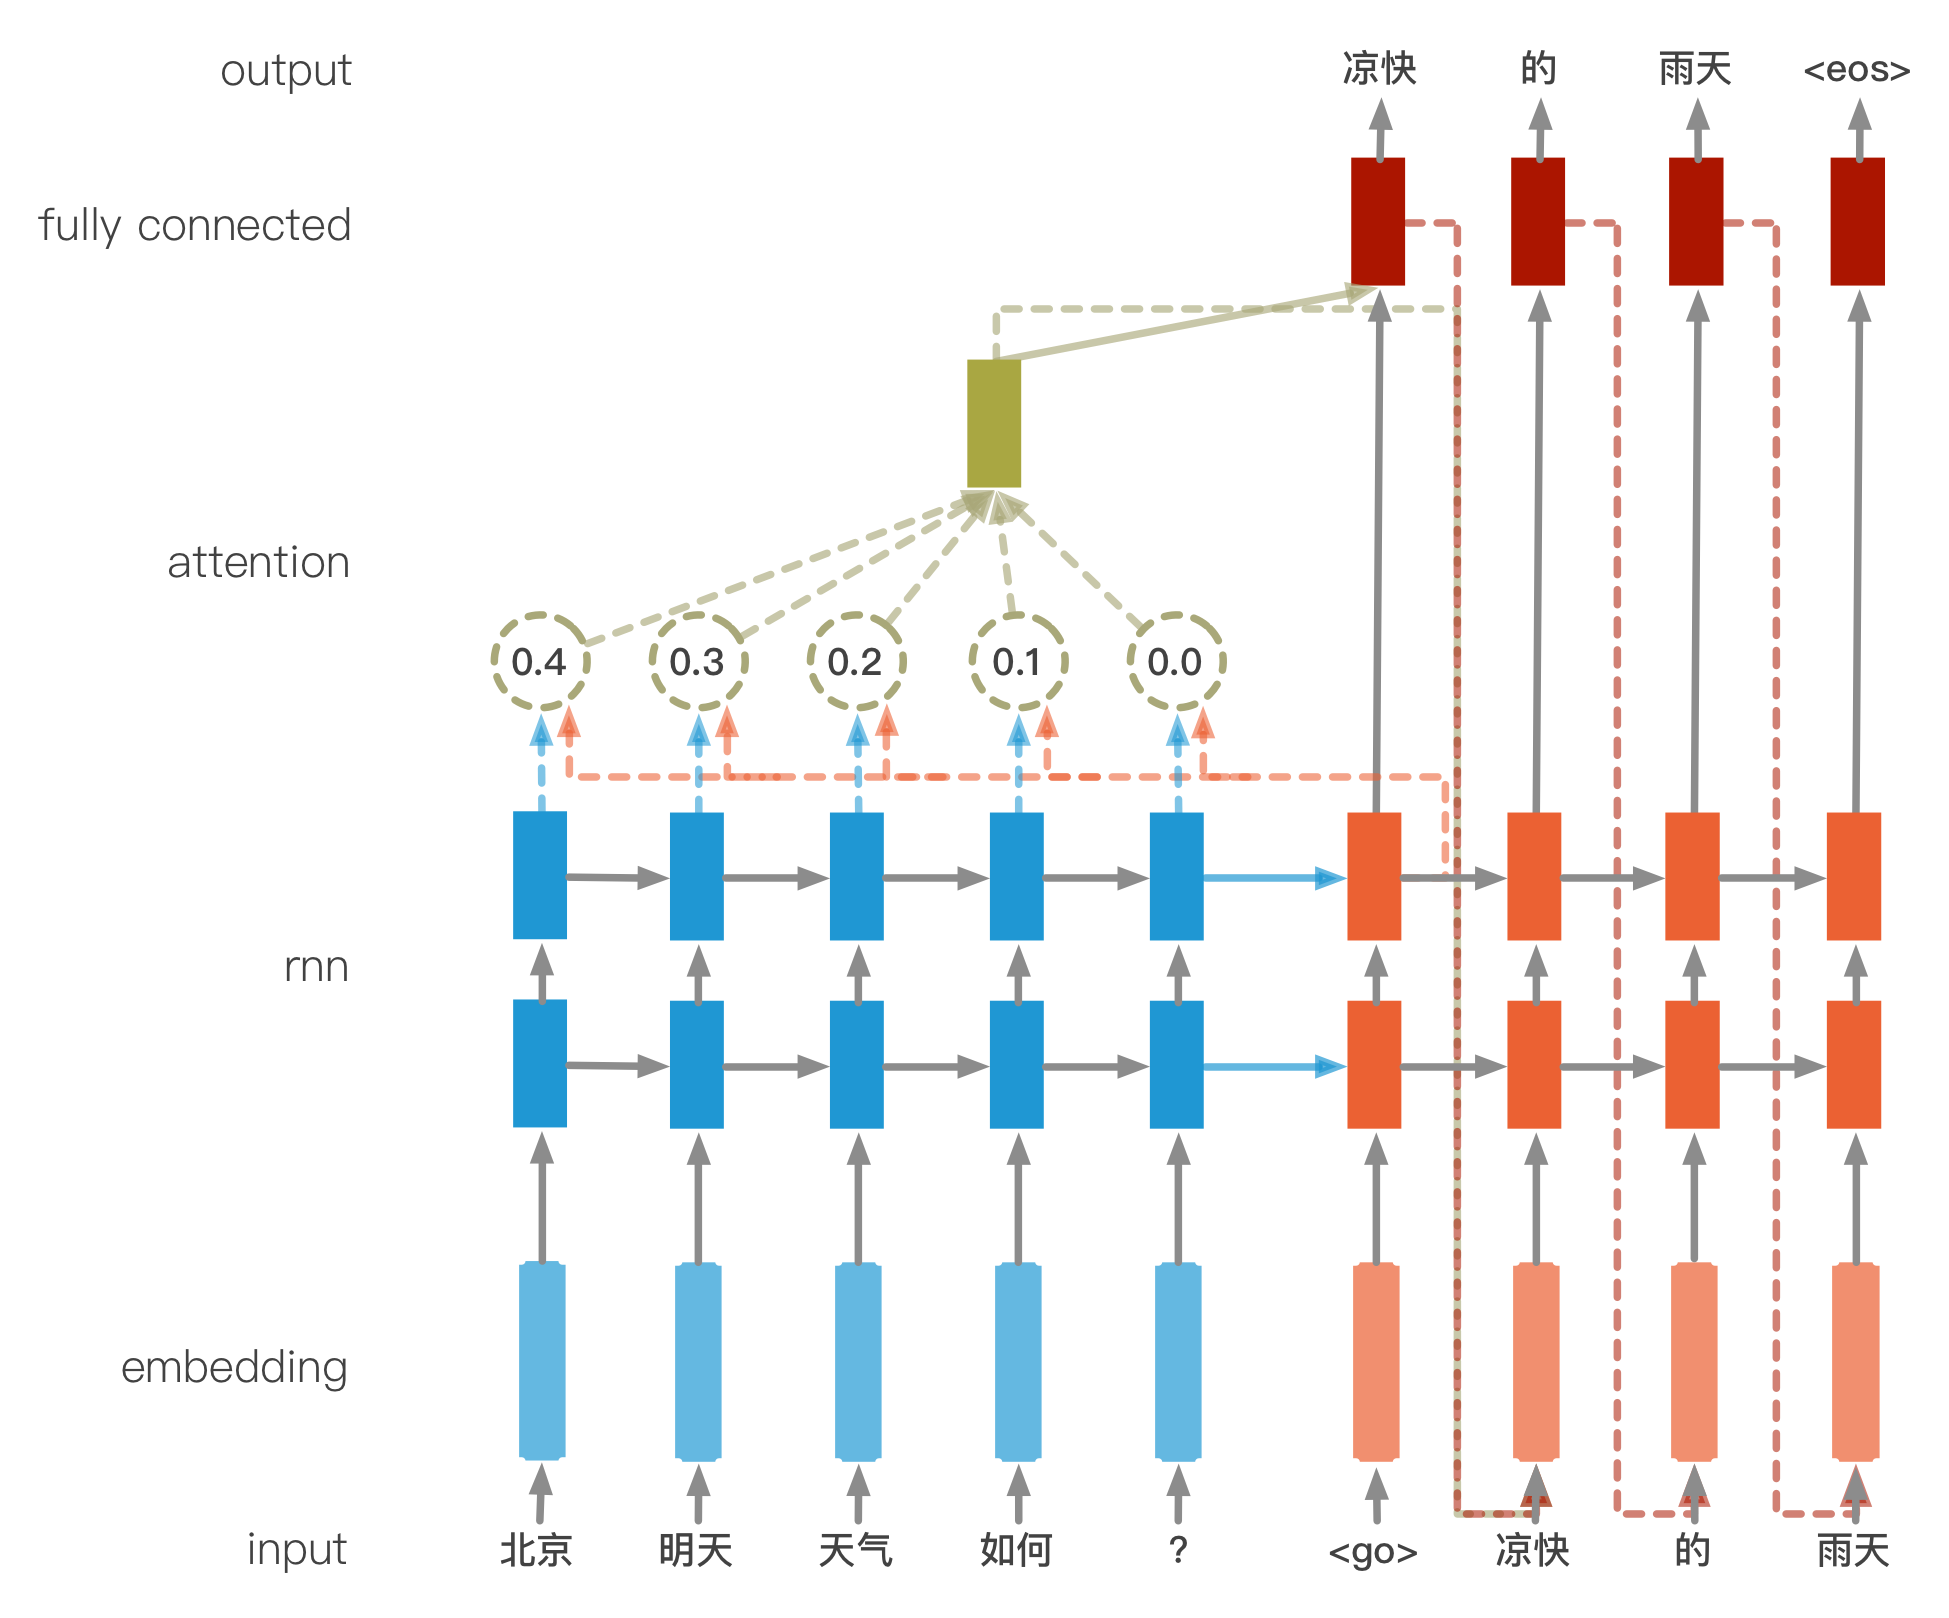 output 凉快 的 雨天 <eos>
fully connected
attention
0.4 0.3 0.2 0.1 0.0
rnn
embedding
input 北京 明天 天气 如何 ? <go> 凉快 的 雨天